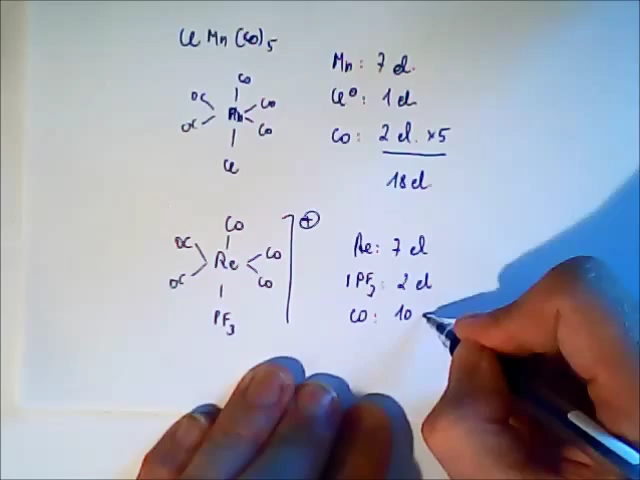 Cl Mn(CO)5
CO
OC
CO
Mn
OC
CO
Cl
Mn: 7 el.
Cl⁰: 1 el.
CO: 2 el. ×5
18 el.
CO
+
OC
CO
Re
OC
CO
PF3
Re: 7 el
1 PF3: 2 el
CO: 10